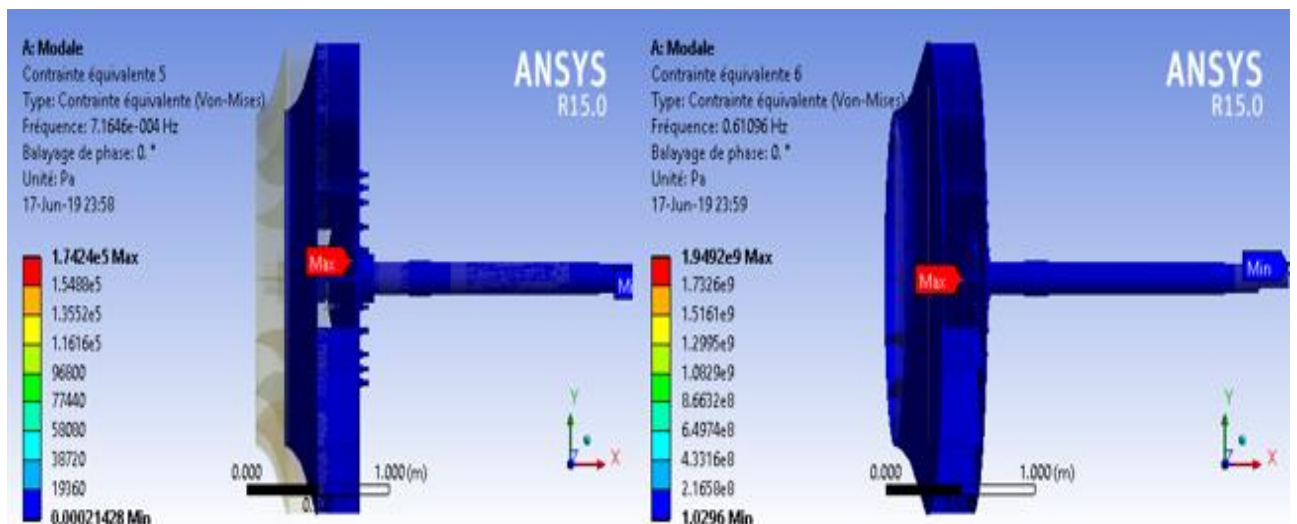 A: Modale
Contrainte équivalente 5
Type: Contrainte équivalente (Von-Mises)
Fréquence: 7.1646e-004 Hz
Balayage de phase: 0. °
Unité: Pa
17-Jun-19 23:58
ANSYS
R15.0
1.7424e5 Max
1.5488e5
1.3552e5
1.1616e5
96800
77440
58080
38720
19360
0.00021428 Min
Max
Mi
0.000
1.000 (m)
Y
X
A: Modale
Contrainte équivalente 6
Type: Contrainte équivalente (Von-Mises)
Fréquence: 0.61096 Hz
Balayage de phase: 0. °
Unité: Pa
17-Jun-19 23:59
ANSYS
R15.0
1.9492e9 Max
1.7326e9
1.5161e9
1.2995e9
1.0829e9
8.6632e8
6.4974e8
4.3316e8
2.1658e8
1.0296 Min
Max
Min
0.000
1.000 (m)
Y
Z
X